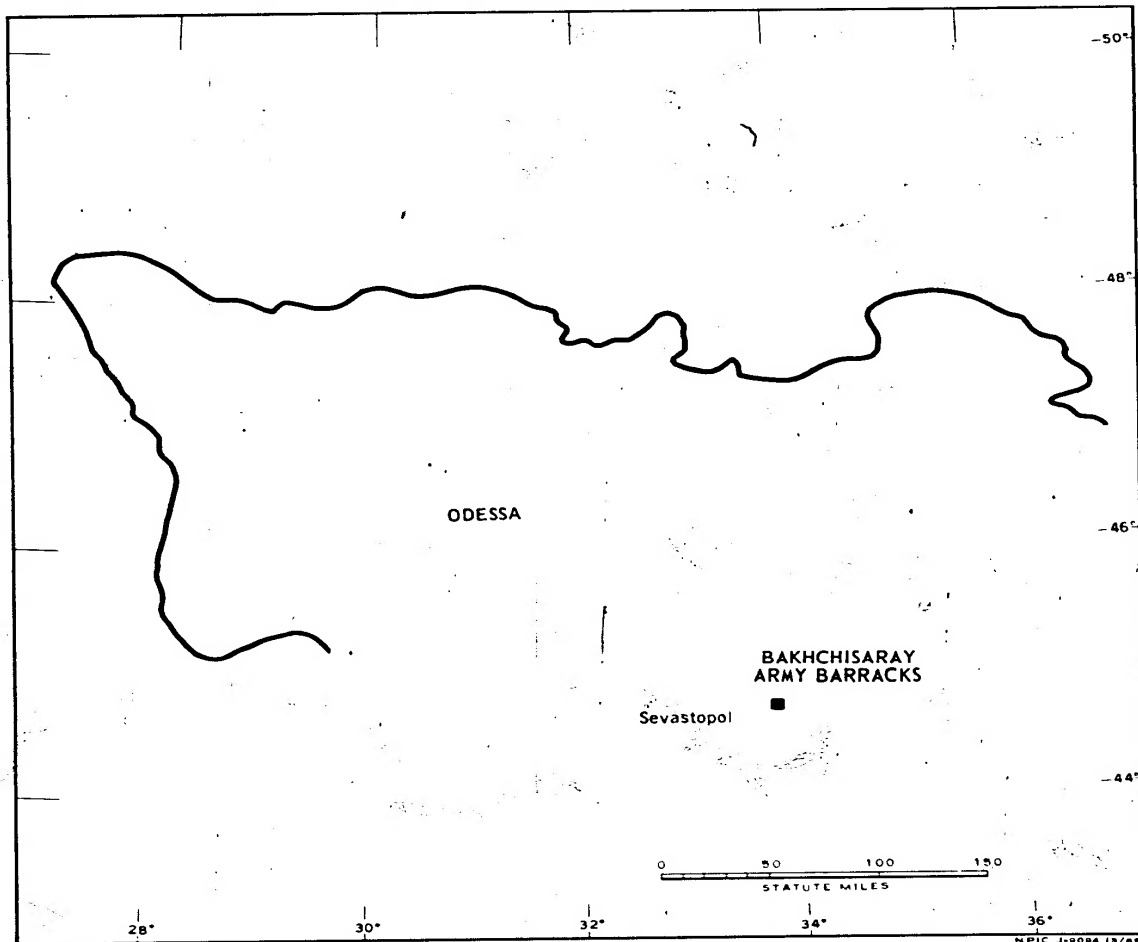 50°
48°
ODESSA
46°
BAKHCHISARAY
ARMY BARRACKS
Sevastopol
44°
0 50 100 150
STATUTE MILES
28° 30° 32° 34° 36°
NPIC